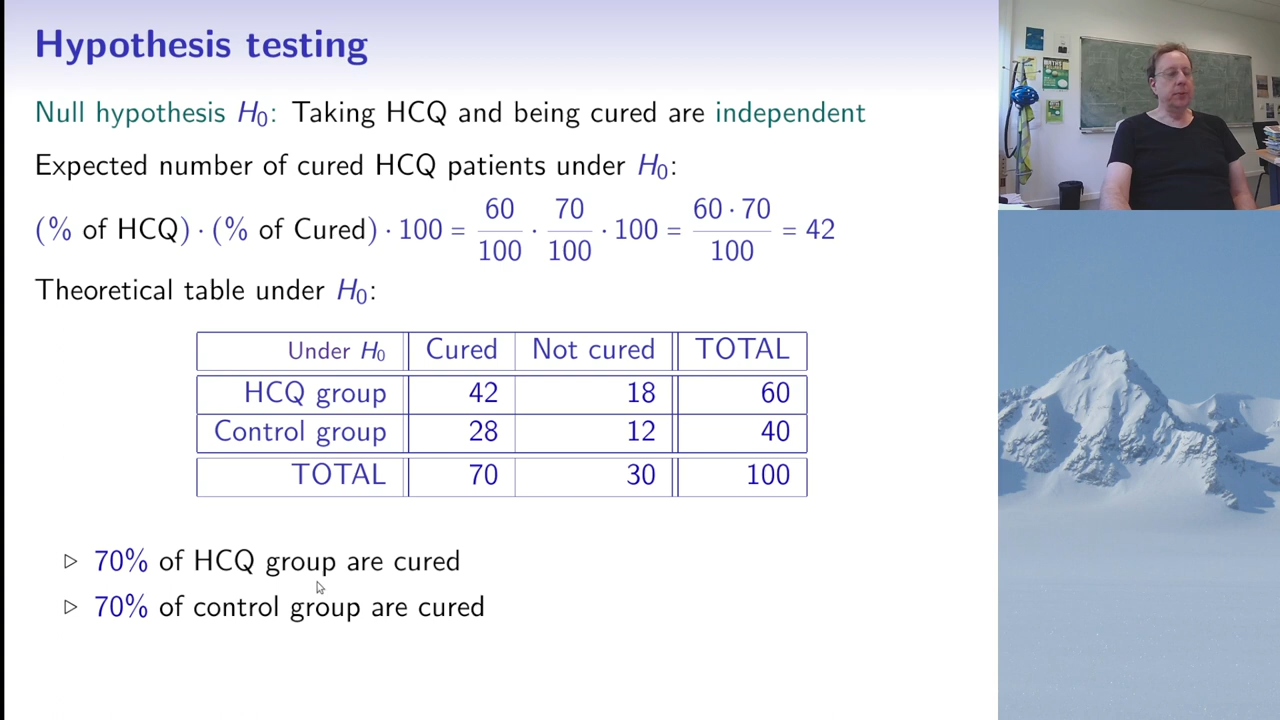 Hypothesis testing
Null hypothesis H₀: Taking HCQ and being cured are independent
Expected number of cured HCQ patients under H₀:
(% of HCQ) · (% of Cured) · 100 = 60/100 · 70/100 · 100 = 60 · 70/100 = 42
Theoretical table under H₀:
Under H₀ Cured Not cured TOTAL
HCQ group 42 18 60
Control group 28 12 40
TOTAL 70 30 100
▷ 70% of HCQ group are cured
▷ 70% of control group are cured